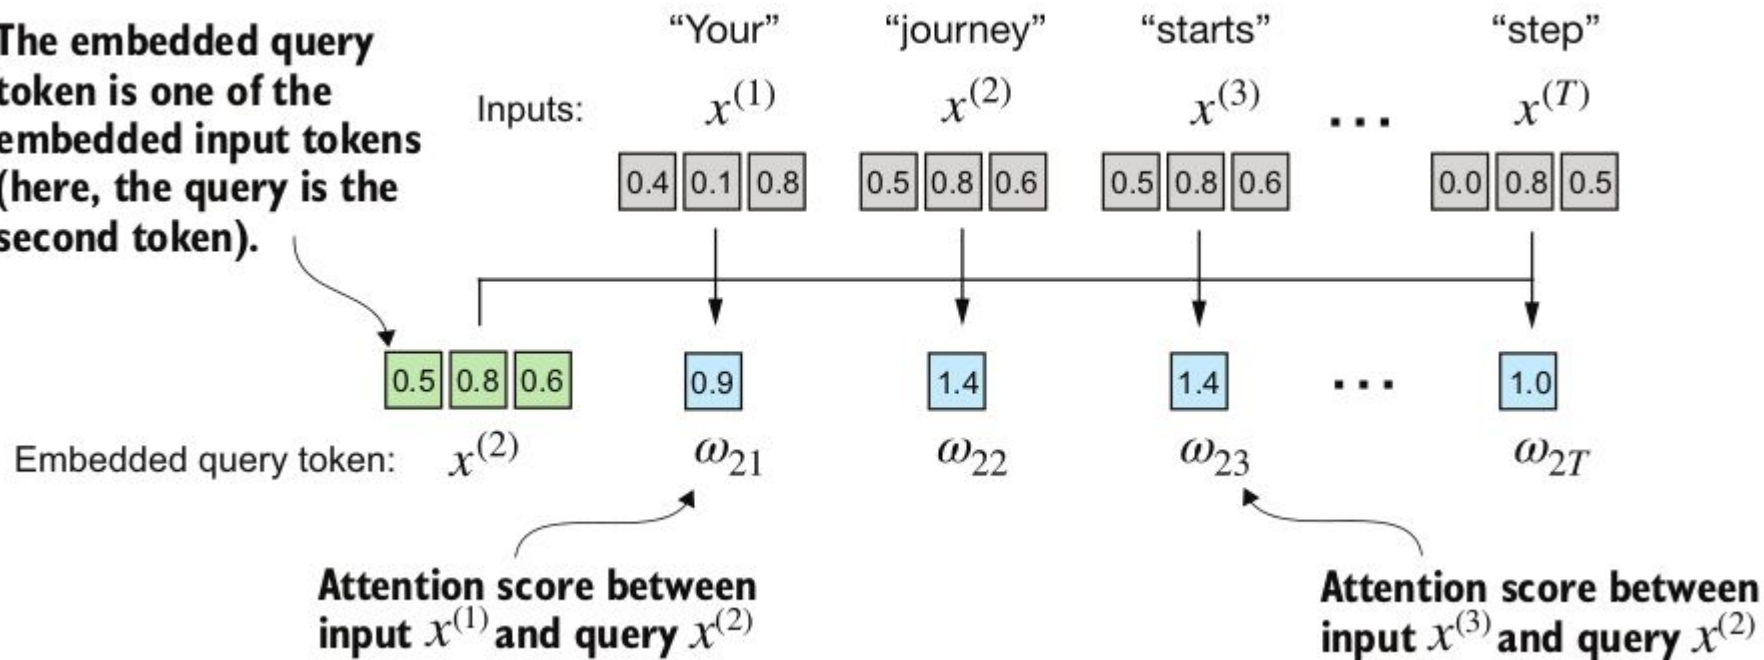 The embedded query
token is one of the
embedded input tokens
(here, the query is the
second token).
“Your” “journey” “starts” “step”
Inputs: x^(1) x^(2) x^(3) ... x^(T)
0.4 0.1 0.8 0.5 0.8 0.6 0.5 0.8 0.6 0.0 0.8 0.5
0.5 0.8 0.6 0.9 1.4 1.4 ... 1.0
Embedded query token: x^(2) ω_21 ω_22 ω_23 ω_2T
Attention score between
input x^(1) and query x^(2)
Attention score between
input x^(3) and query x^(2)